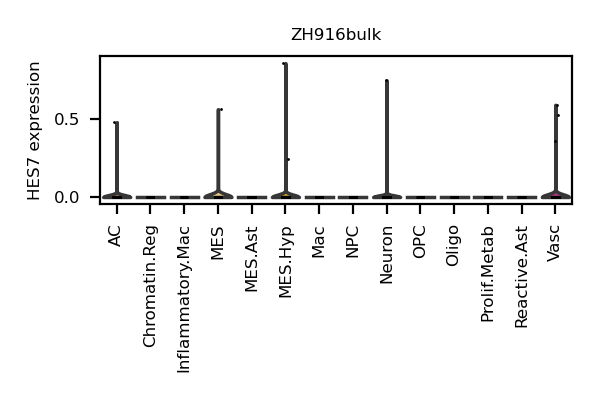 ZH916bulk
HES7 expression
0.5
0.0
AC
Chromatin.Reg
Inflammatory.Mac
MES
MES.Ast
MES.Hyp
Mac
NPC
Neuron
OPC
Oligo
Prolif.Metab
Reactive.Ast
Vasc